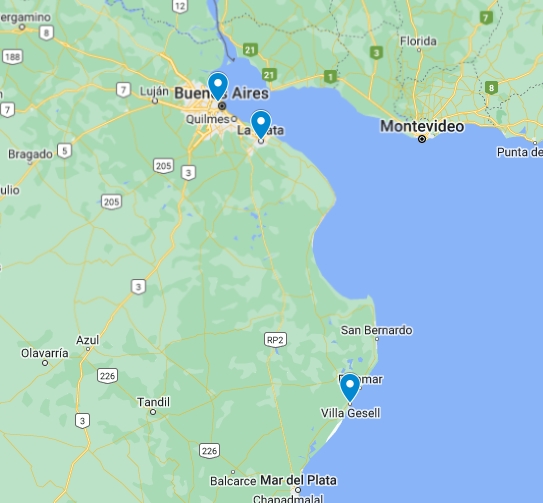 ergamino
12
8
188
Florida
7
21
3
21
1
8
7
Luján
7
Buenos Aires
Quilmes
La Plata
Montevideo
Punta de
Bragado
5
205
3
ulio
205
3
San Bernardo
RP2
Azul
Olavarría
226
Tandil
Villa Gesell
3
226
Balcarce
Mar del Plata
Chapadmalal